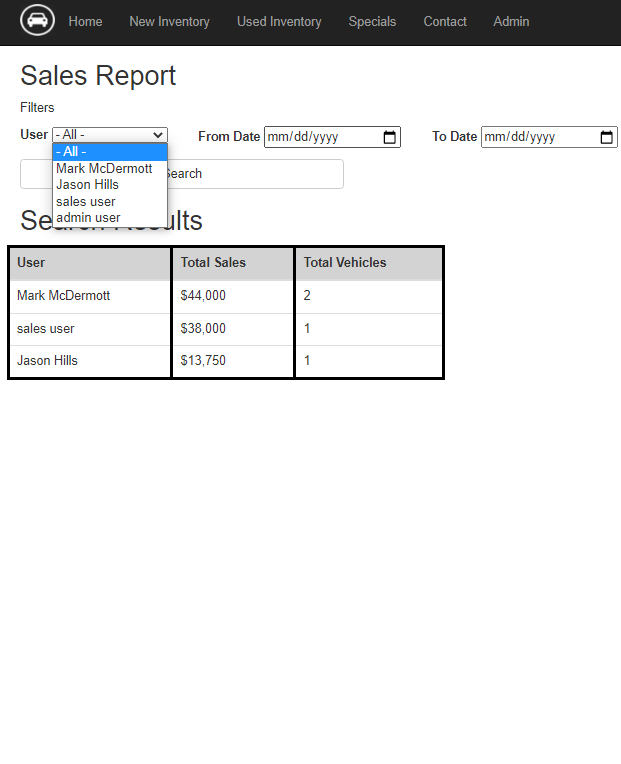 Home New Inventory Used Inventory Specials Contact Admin
Sales Report
Filters
User - All - From Date mm/dd/yyyy To Date mm/dd/yyyy
- All -
Mark McDermott
Search
Jason Hills
sales user
admin user
Search Results
User Total Sales Total Vehicles
Mark McDermott $44,000 2
sales user $38,000 1
Jason Hills $13,750 1